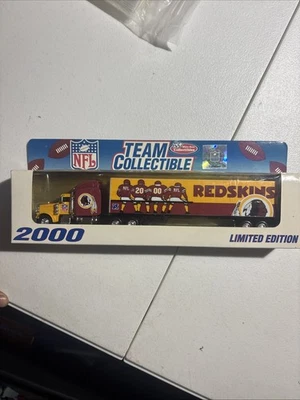 NFL
TEAM
COLLECTIBLE
REDSKINS
20 00
2000
LIMITED EDITION